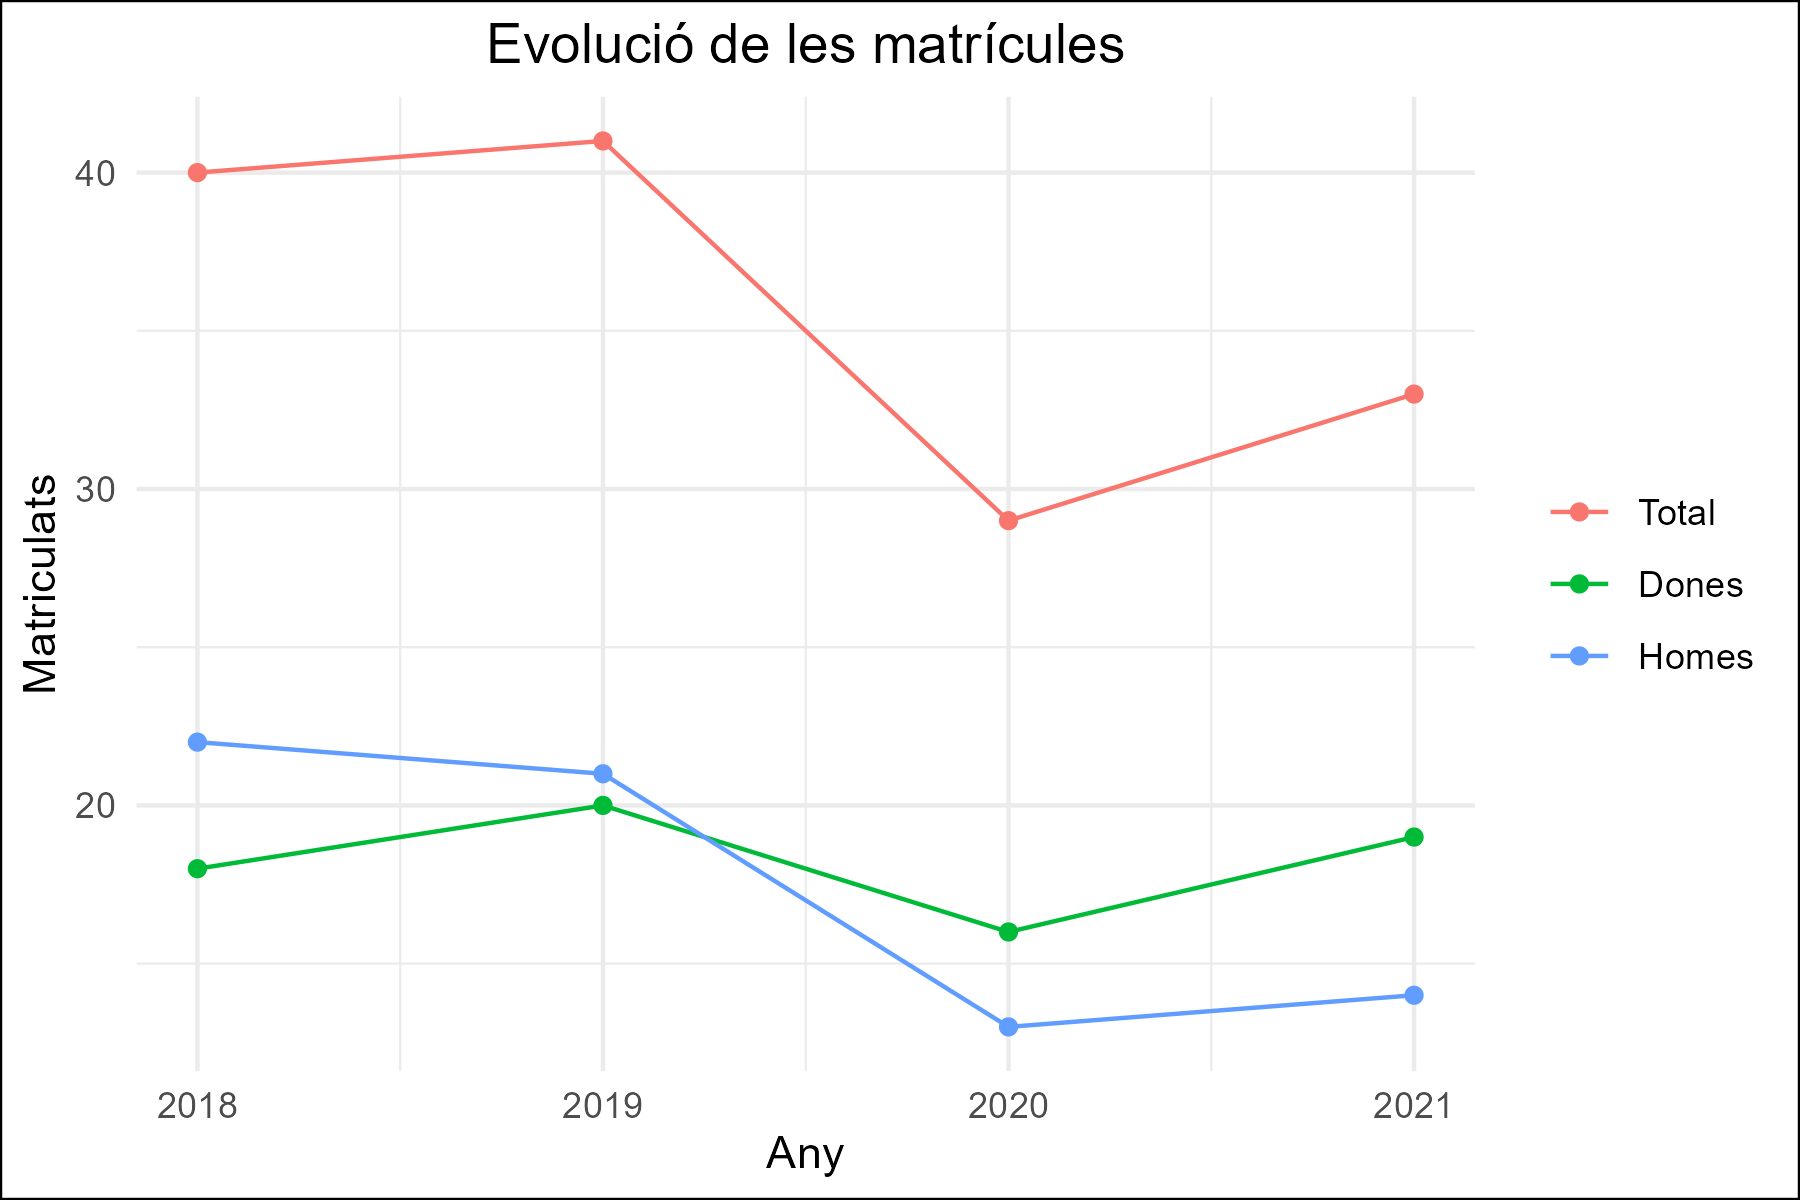 Evolució de les matrícules
40
30
20
Matriculats
2018
2019
2020
2021
Any
Total
Dones
Homes